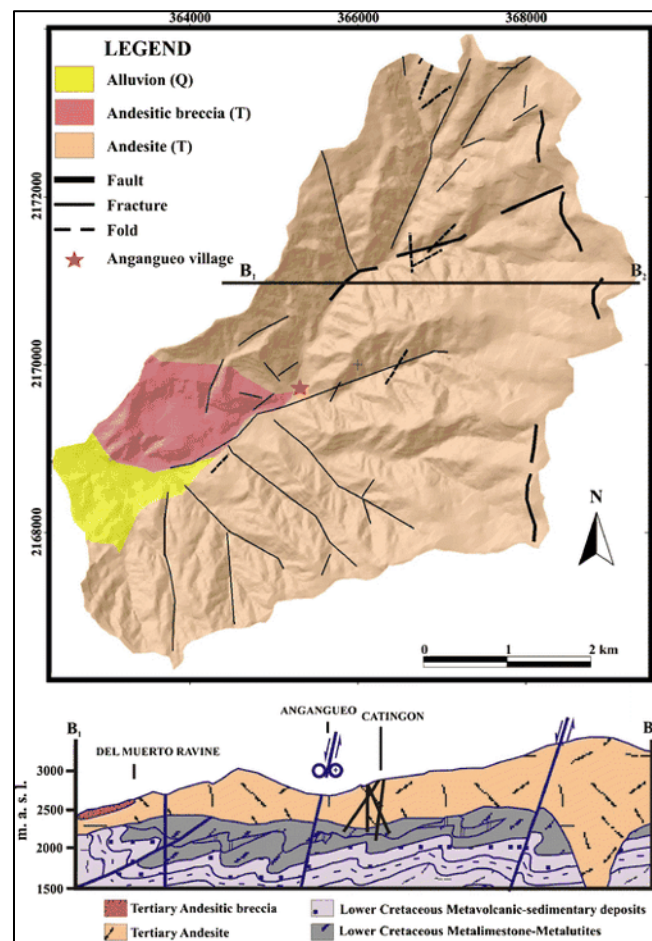 364000 366000 368000
LEGEND
Alluvion (Q)
Andesitic breccia (T)
Andesite (T)
Fault
Fracture
Fold
Angangueo village
2172000
B1
B2
2170000
2168000
N
0 1 2 km
B1
B
ANGANGUEO
CATINGON
DEL MUERTO RAVINE
m. a. s. l.
3000
2500
2000
1500
Tertiary Andesitic breccia
Lower Cretaceous Metavolcanic-sedimentary deposits
Tertiary Andesite
Lower Cretaceous Metalimestone-Metalutites